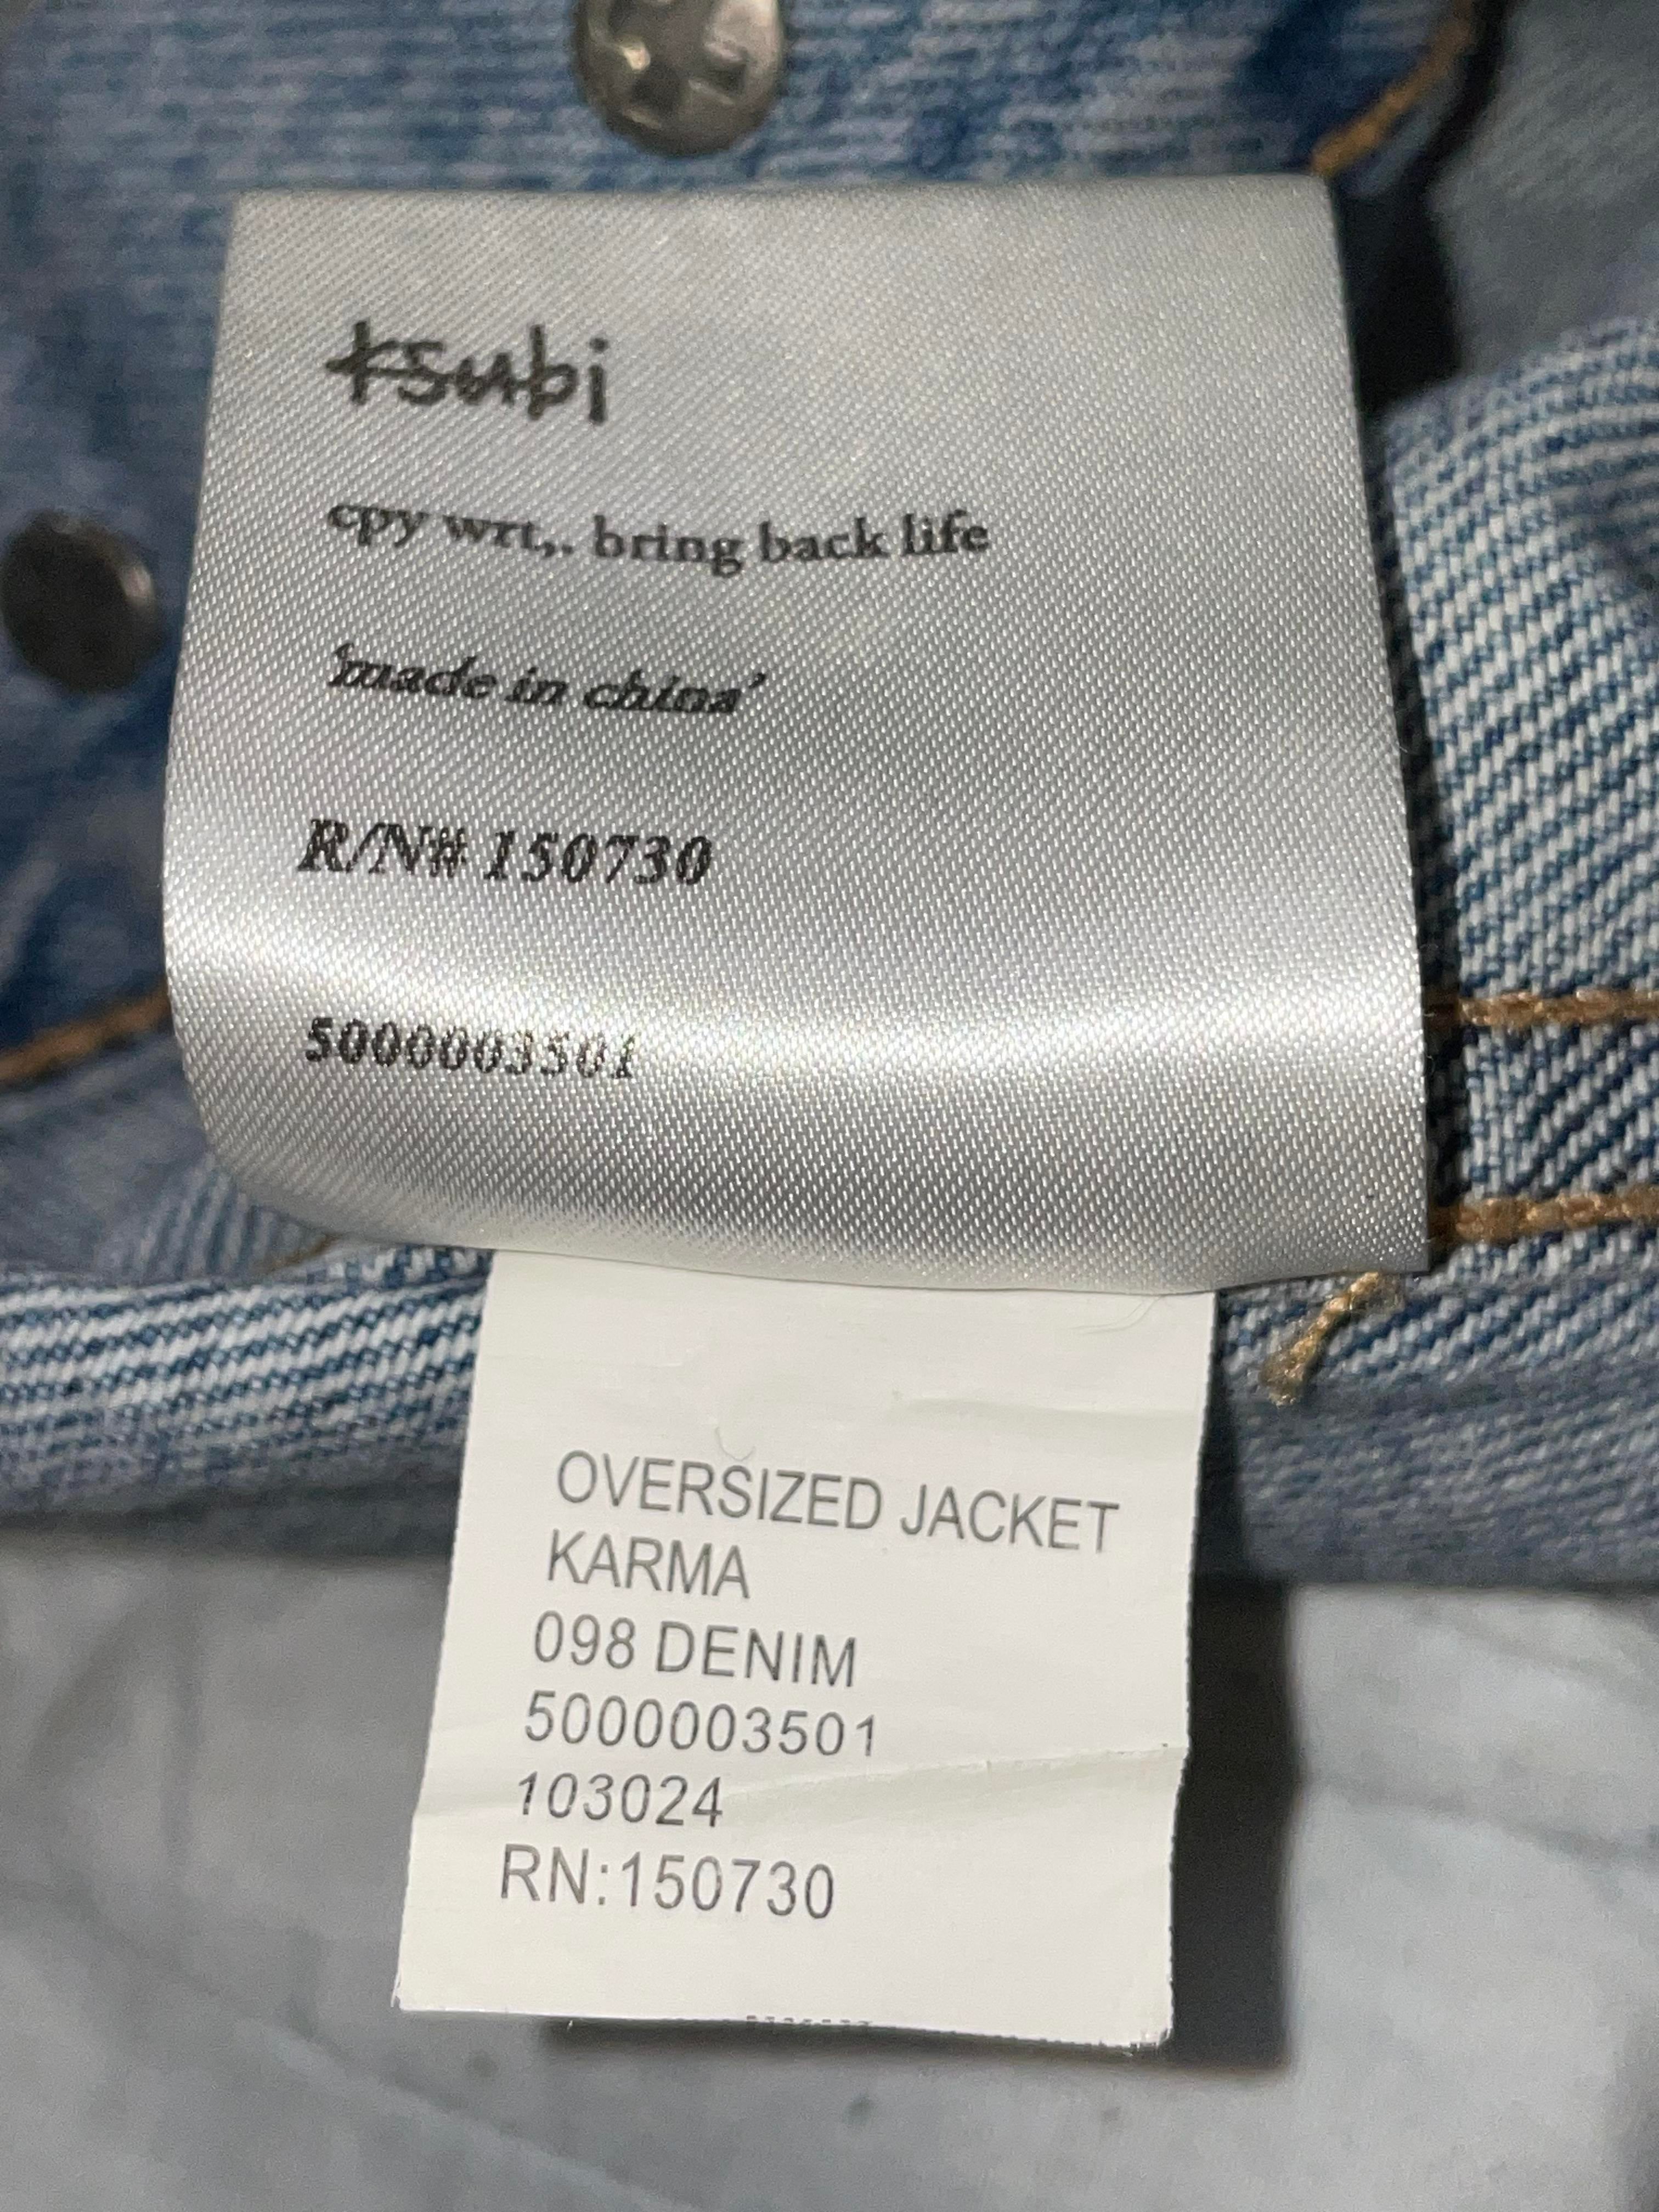 ksubi
cpy wrt,. bring back life
'made in china'
R/N# 150730
5000003501
OVERSIZED JACKET
KARMA
098 DENIM
5000003501
103024
RN:150730